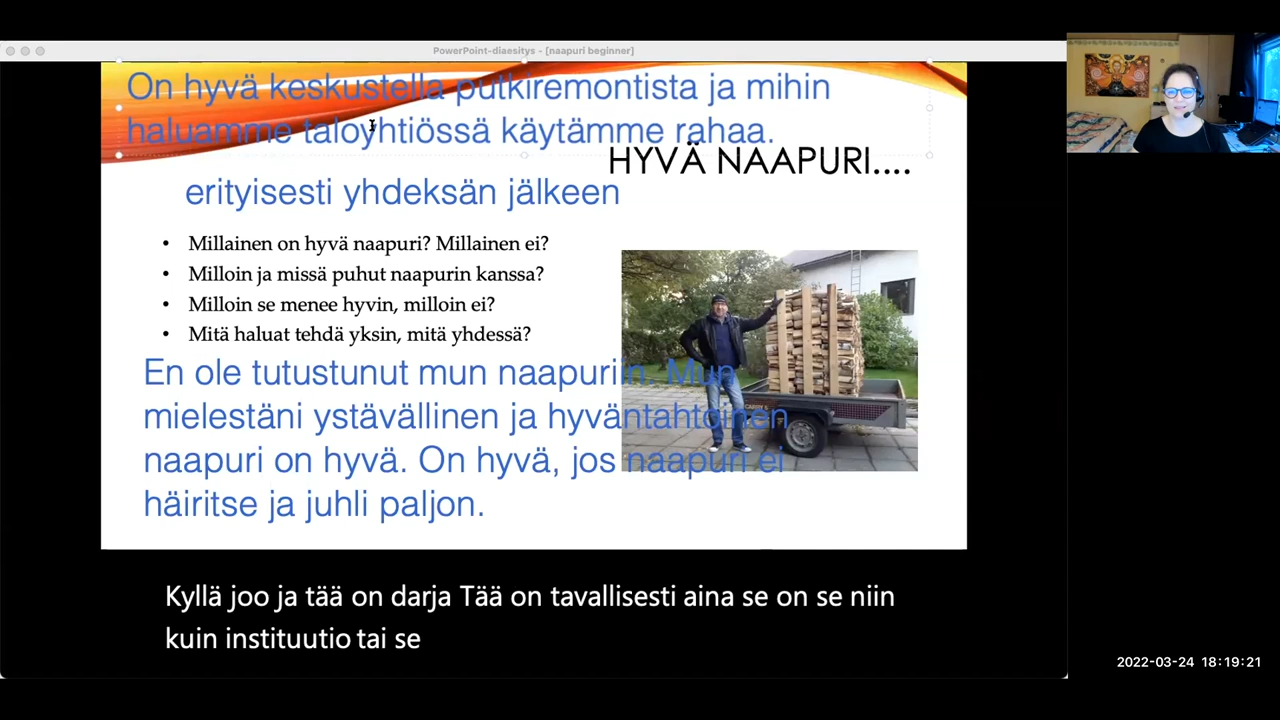 PowerPoint-diaesitys - [naapuri beginner]
On hyvä keskustella putkiremontista ja mihin
haluamme taloyhtiössä käytämme rahaa.
HYVÄ NAAPURI....
erityisesti yhdeksän jälkeen
• Millainen on hyvä naapuri? Millainen ei?
• Milloin ja missä puhut naapurin kanssa?
• Milloin se menee hyvin, milloin ei?
• Mitä haluat tehdä yksin, mitä yhdessä?
En ole tutustunut mun naapuriin. Mun
mielestäni ystävällinen ja hyväntahtoinen
naapuri on hyvä. On hyvä, jos naapuri ei
häiritse ja juhli paljon.
Kyllä joo ja tää on darja Tää on tavallisesti aina se on se niin
kuin instituutio tai se
2022-03-24 18:19:21